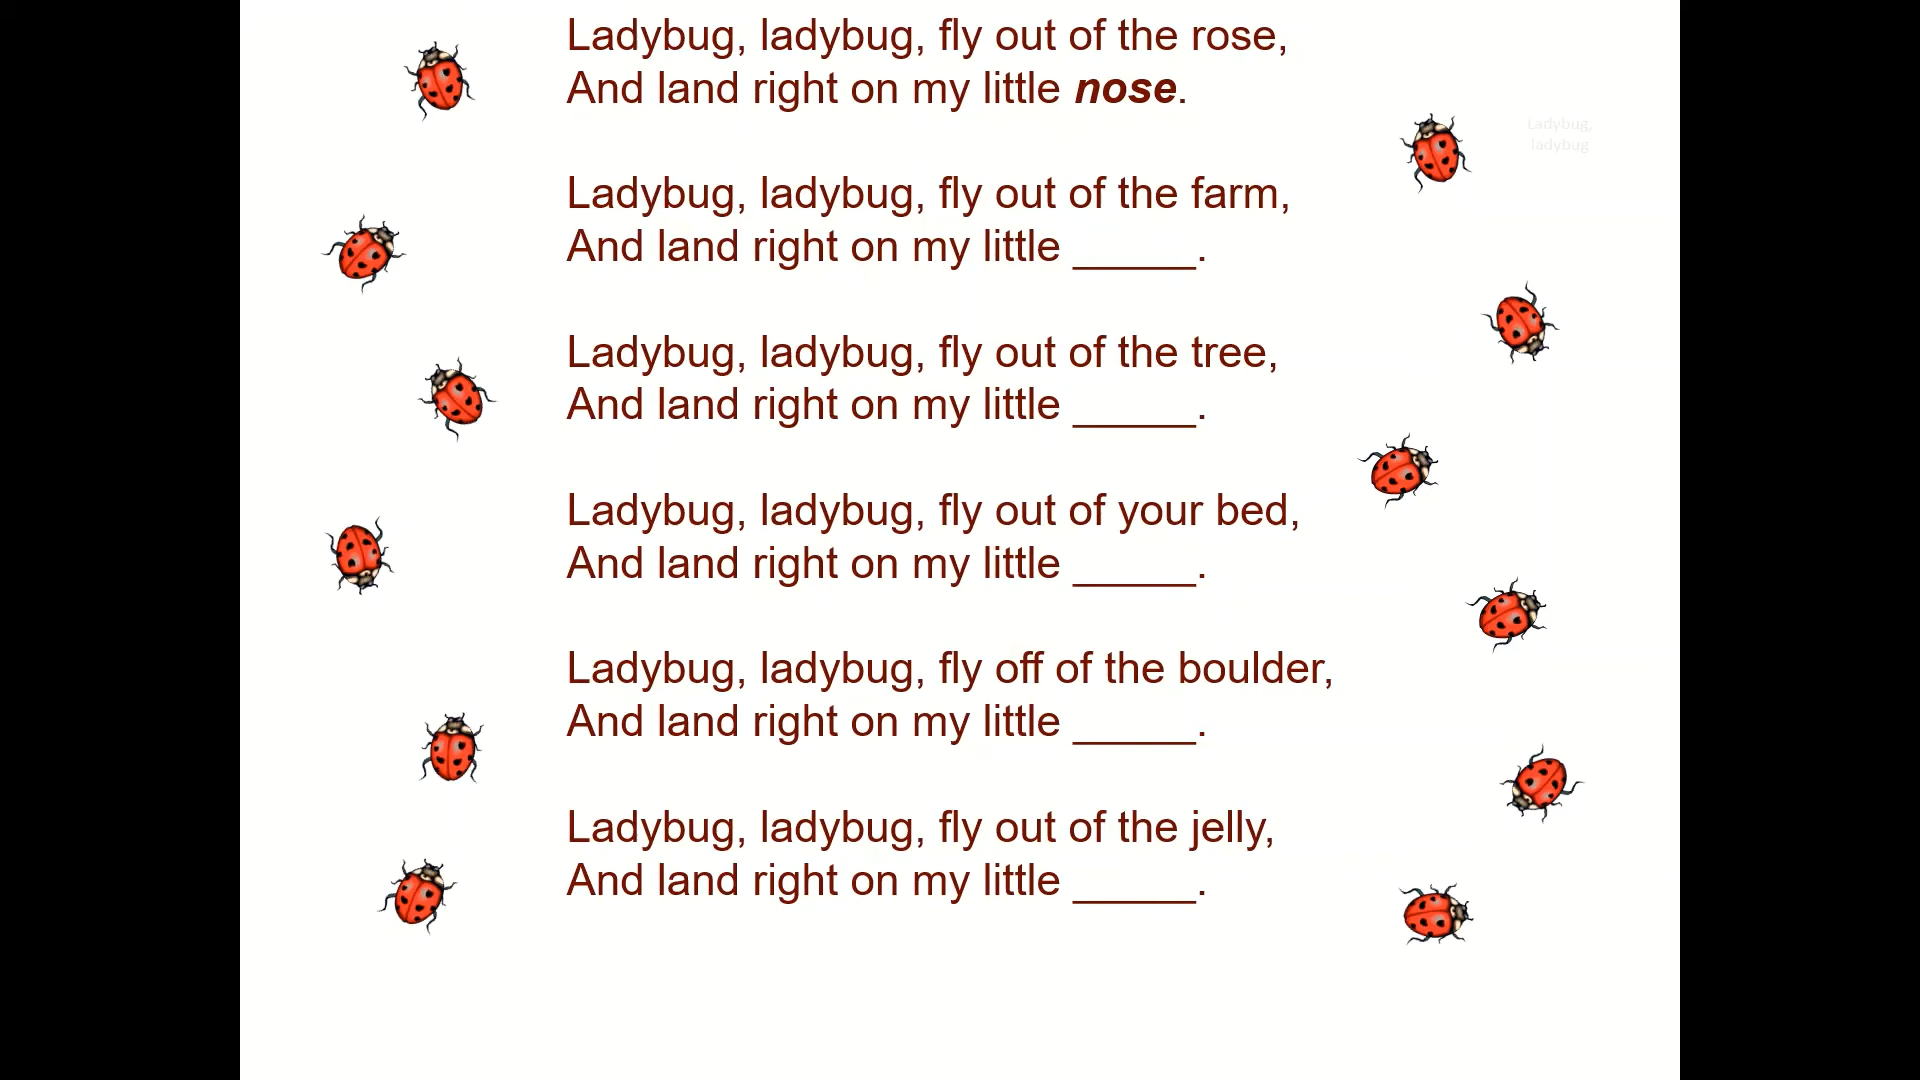 Ladybug, ladybug, fly out of the rose,
And land right on my little nose.
Ladybug, ladybug
Ladybug, ladybug, fly out of the farm,
And land right on my little _____.
Ladybug, ladybug, fly out of the tree,
And land right on my little _____.
Ladybug, ladybug, fly out of your bed,
And land right on my little _____.
Ladybug, ladybug, fly off of the boulder,
And land right on my little _____.
Ladybug, ladybug, fly out of the jelly,
And land right on my little _____.